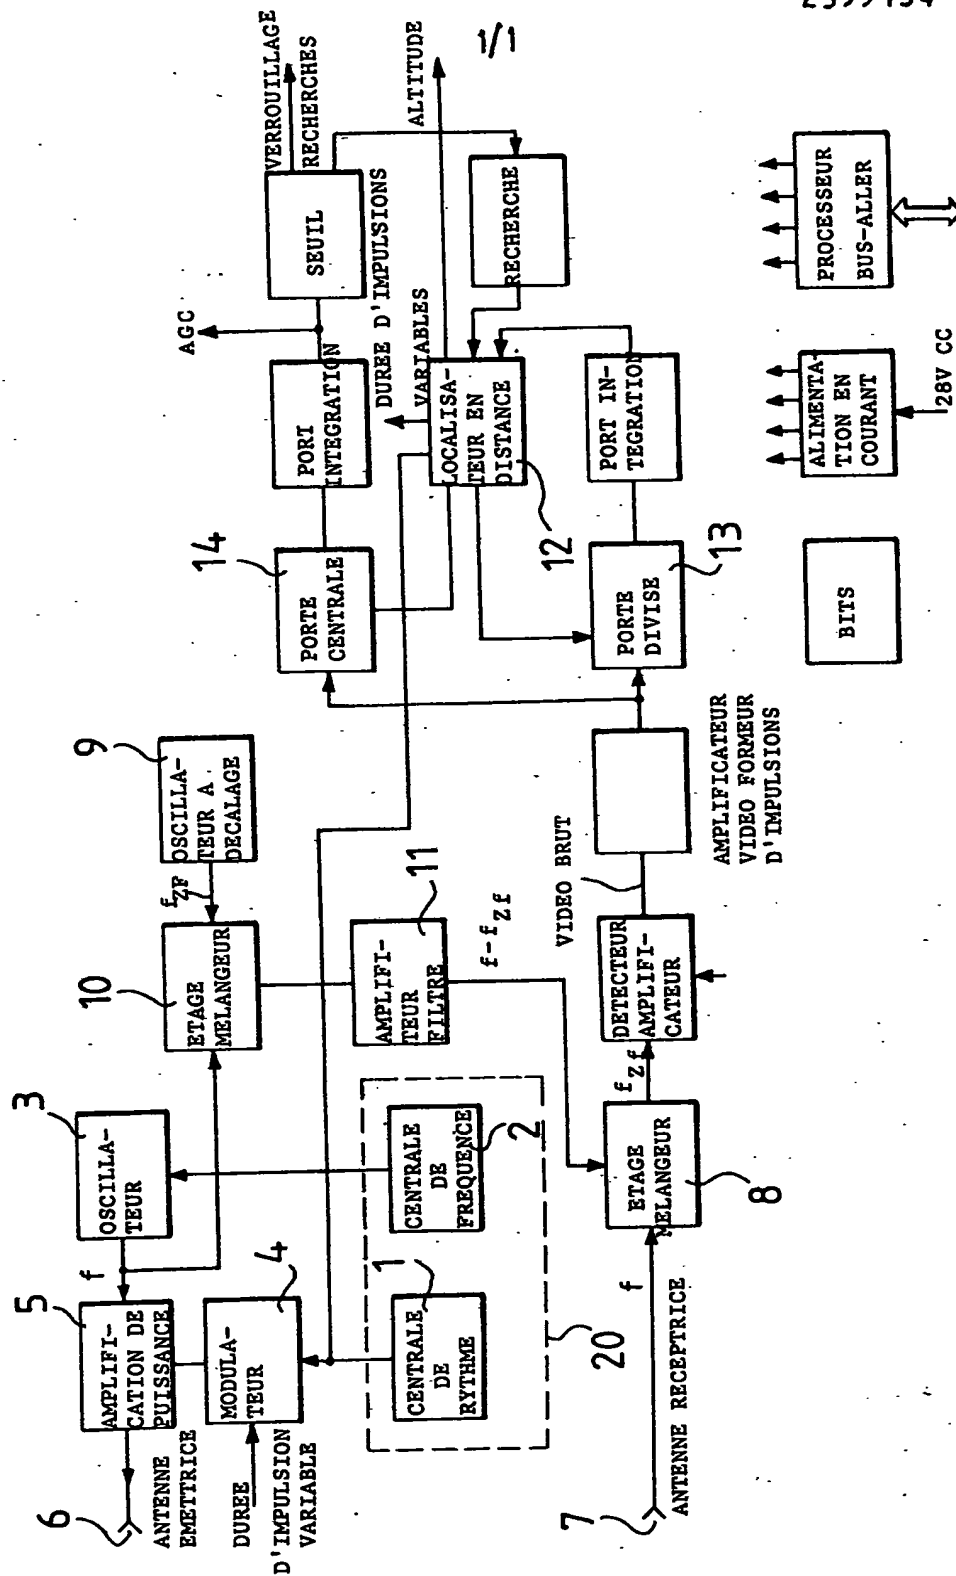 1/1
6
ANTENNE
EMETTRICE
5
AMPLIFI-
CATION DE
PUISSANCE
f
3
OSCILLA-
TEUR
10
ETAGE
MELANGEUR
fZF
9
OSCILLA-
TEUR A
DECALAGE
DUREE
D'IMPULSION
VARIABLE
MODULA-
TEUR
4
CENTRALE
DE
RYTHME
1
CENTRALE
DE
FREQUENCE
2
20
AMPLIFI-
TEUR
FILTRE
11
f-fZf
14
PORTE
CENTRALE
PORT
INTEGRATION
AGC
SEUIL
VERROUILLAGE
RECHERCHES
DUREE D'IMPULSIONS
VARIABLES
ALTITUDE
LOCALISA-
TEUR EN
DISTANCE
12
RECHERCHE
7
ANTENNE RECEPTRICE
f
ETAGE
MELANGEUR
8
fZf
DETECTEUR
AMPLIFI-
CATEUR
VIDEO BRUT
AMPLIFICATEUR
VIDEO FORMEUR
D'IMPULSIONS
PORTE
DIVISE
13
PORT IN-
TEGRATION
BITS
ALIMENTA-
TION EN
COURANT
28V CC
PROCESSEUR
BUS-ALLER